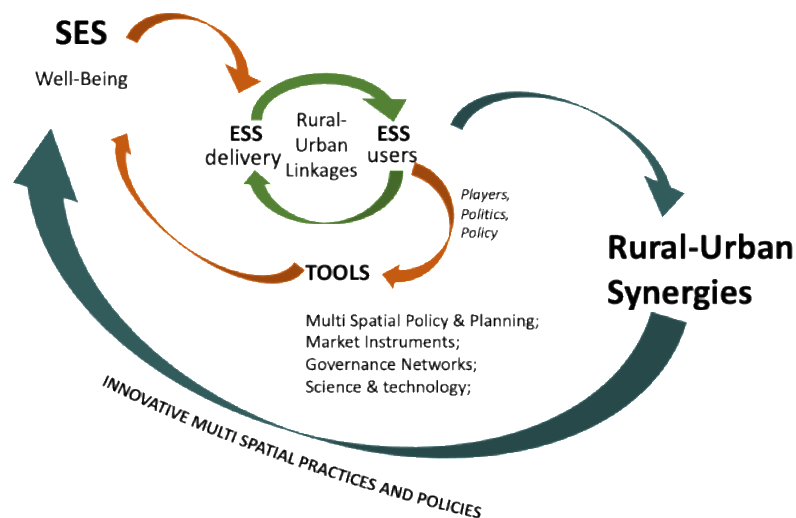 SES
Well-Being
ESS
delivery
Rural-
Urban
Linkages
ESS
users
Players,
Politics,
Policy
TOOLS
Multi Spatial Policy & Planning;
Market Instruments;
Governance Networks;
Science & technology;
Rural-Urban
Synergies
INNOVATIVE MULTI SPATIAL PRACTICES AND POLICIES